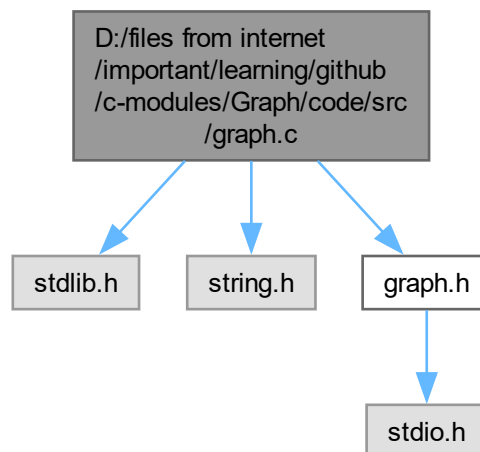 D:/files from internet
/important/learning/github
/c-modules/Graph/code/src
/graph.c
stdlib.h
string.h
graph.h
stdio.h